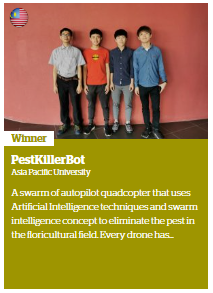 Winner
PestKillerBot
Asia Pacific University
A swarm of autopilot quadcopter that uses
Artificial Intelligence techniques and swarm
intelligence concept to eliminate the pest in
the floricultural field. Every drone has...